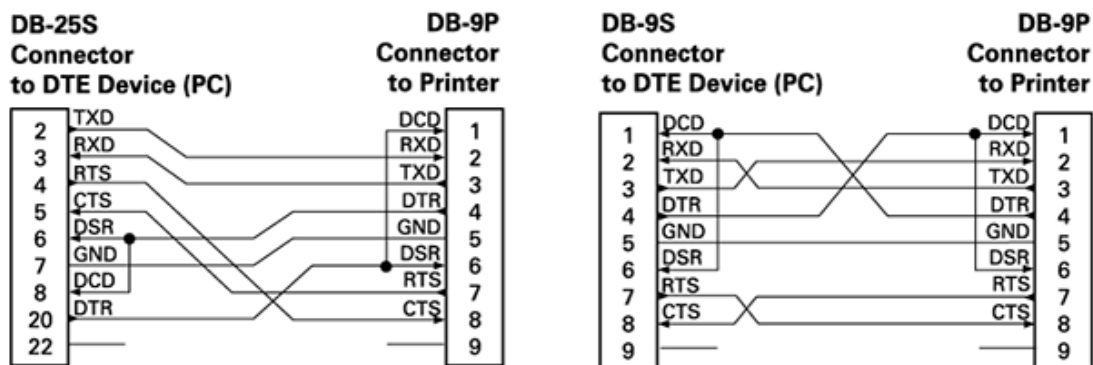 DB-25S DB-9P
Connector Connector
to DTE Device (PC) to Printer
2 TXD DCD 1
3 RXD RXD 2
4 RTS TXD 3
5 CTS DTR 4
6 DSR GND 5
7 GND DSR 6
8 DCD RTS 7
20 DTR CTS 8
22 9
DB-9S DB-9P
Connector Connector
to DTE Device (PC) to Printer
1 DCD DCD 1
2 RXD RXD 2
3 TXD TXD 3
4 DTR DTR 4
5 GND GND 5
6 DSR DSR 6
7 RTS RTS 7
8 CTS CTS 8
9 9